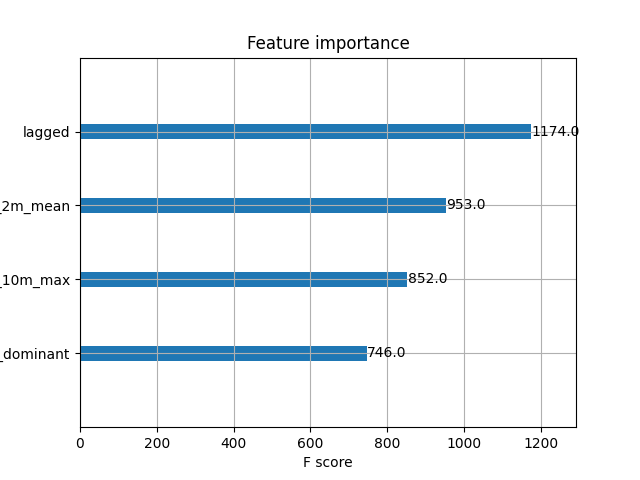 Feature importance
lagged
1174.0
_2m_mean
953.0
_10m_max
852.0
_dominant
746.0
0 200 400 600 800 1000 1200
F score